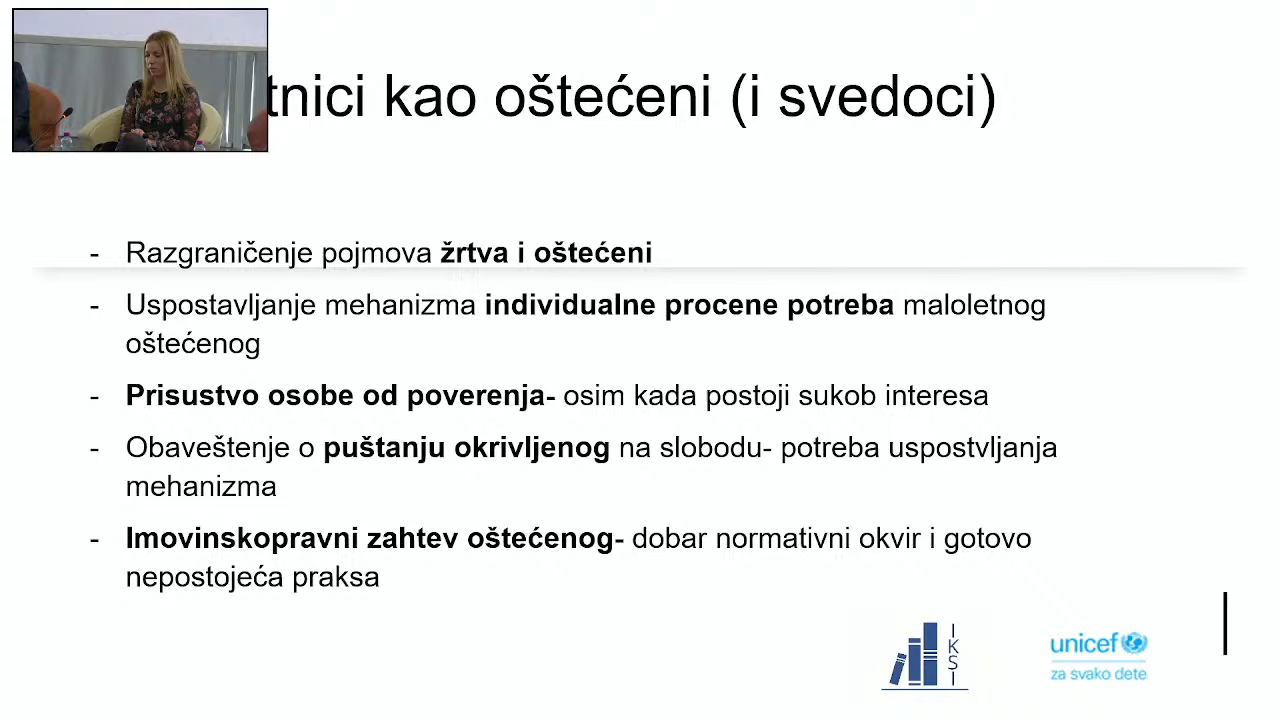 tnici kao oštećeni (i svedoci)
- Razgraničenje pojmova žrtva i oštećeni
- Uspostavljanje mehanizma individualne procene potreba maloletnog
oštećenog
- Prisustvo osobe od poverenja- osim kada postoji sukob interesa
- Obaveštenje o puštanju okrivljenog na slobodu- potreba uspostvljanja
mehanizma
- Imovinskopravni zahtev oštećenog- dobar normativni okvir i gotovo
nepostojeća praksa
IKSI
unicef
za svako dete